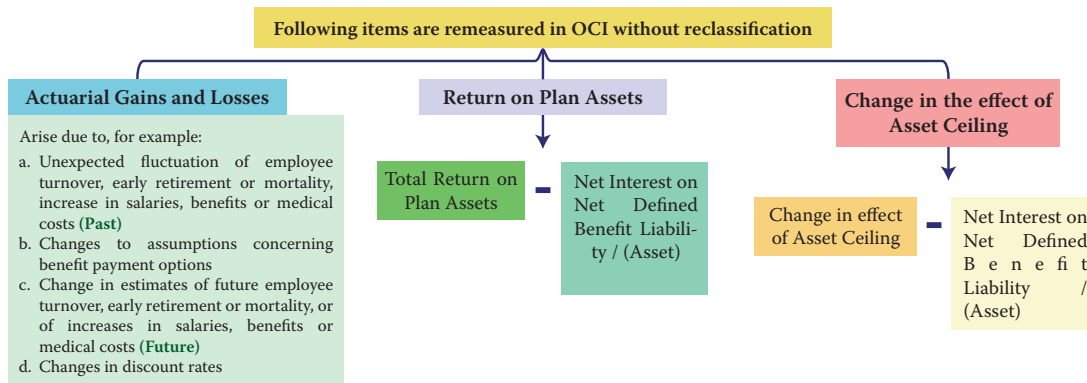 Following items are remeasured in OCI without reclassification
Actuarial Gains and Losses
Arise due to, for example:
a. Unexpected fluctuation of employee
turnover, early retirement or mortality,
increase in salaries, benefits or medical
costs (Past)
b. Changes to assumptions concerning
benefit payment options
c. Change in estimates of future employee
turnover, early retirement or mortality, or
of increases in salaries, benefits or
medical costs (Future)
d. Changes in discount rates
Return on Plan Assets
Total Return on
Plan Assets
-
Net Interest on
Net Defined
Benefit Liabili-
ty / (Asset)
Change in the effect of
Asset Ceiling
Change in effect
of Asset Ceiling
-
Net Interest on
Net Defined
Benefit
Liability /
(Asset)